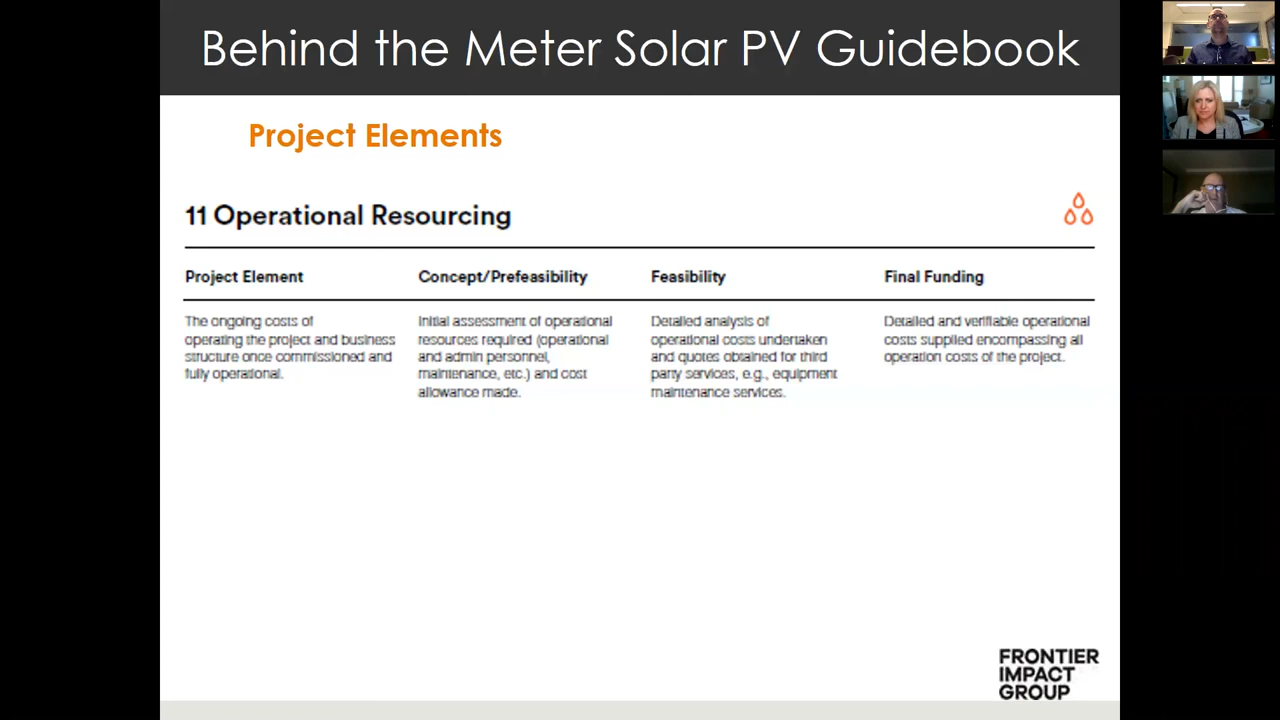 Behind the Meter Solar PV Guidebook
Project Elements
11 Operational Resourcing
Project Element
Concept/Prefeasibility
Feasibility
Final Funding
The ongoing costs of
operating the project and business
structure once commissioned and
fully operational.
Initial assessment of operational
resources required (operational
and admin personnel,
maintenance, etc.) and cost
allowance made.
Detailed analysis of
operational costs undertaken
and quotes obtained for third
party services, e.g., equipment
maintenance services.
Detailed and verifiable operational
costs supplied encompassing all
operation costs of the project.
FRONTIER
IMPACT
GROUP